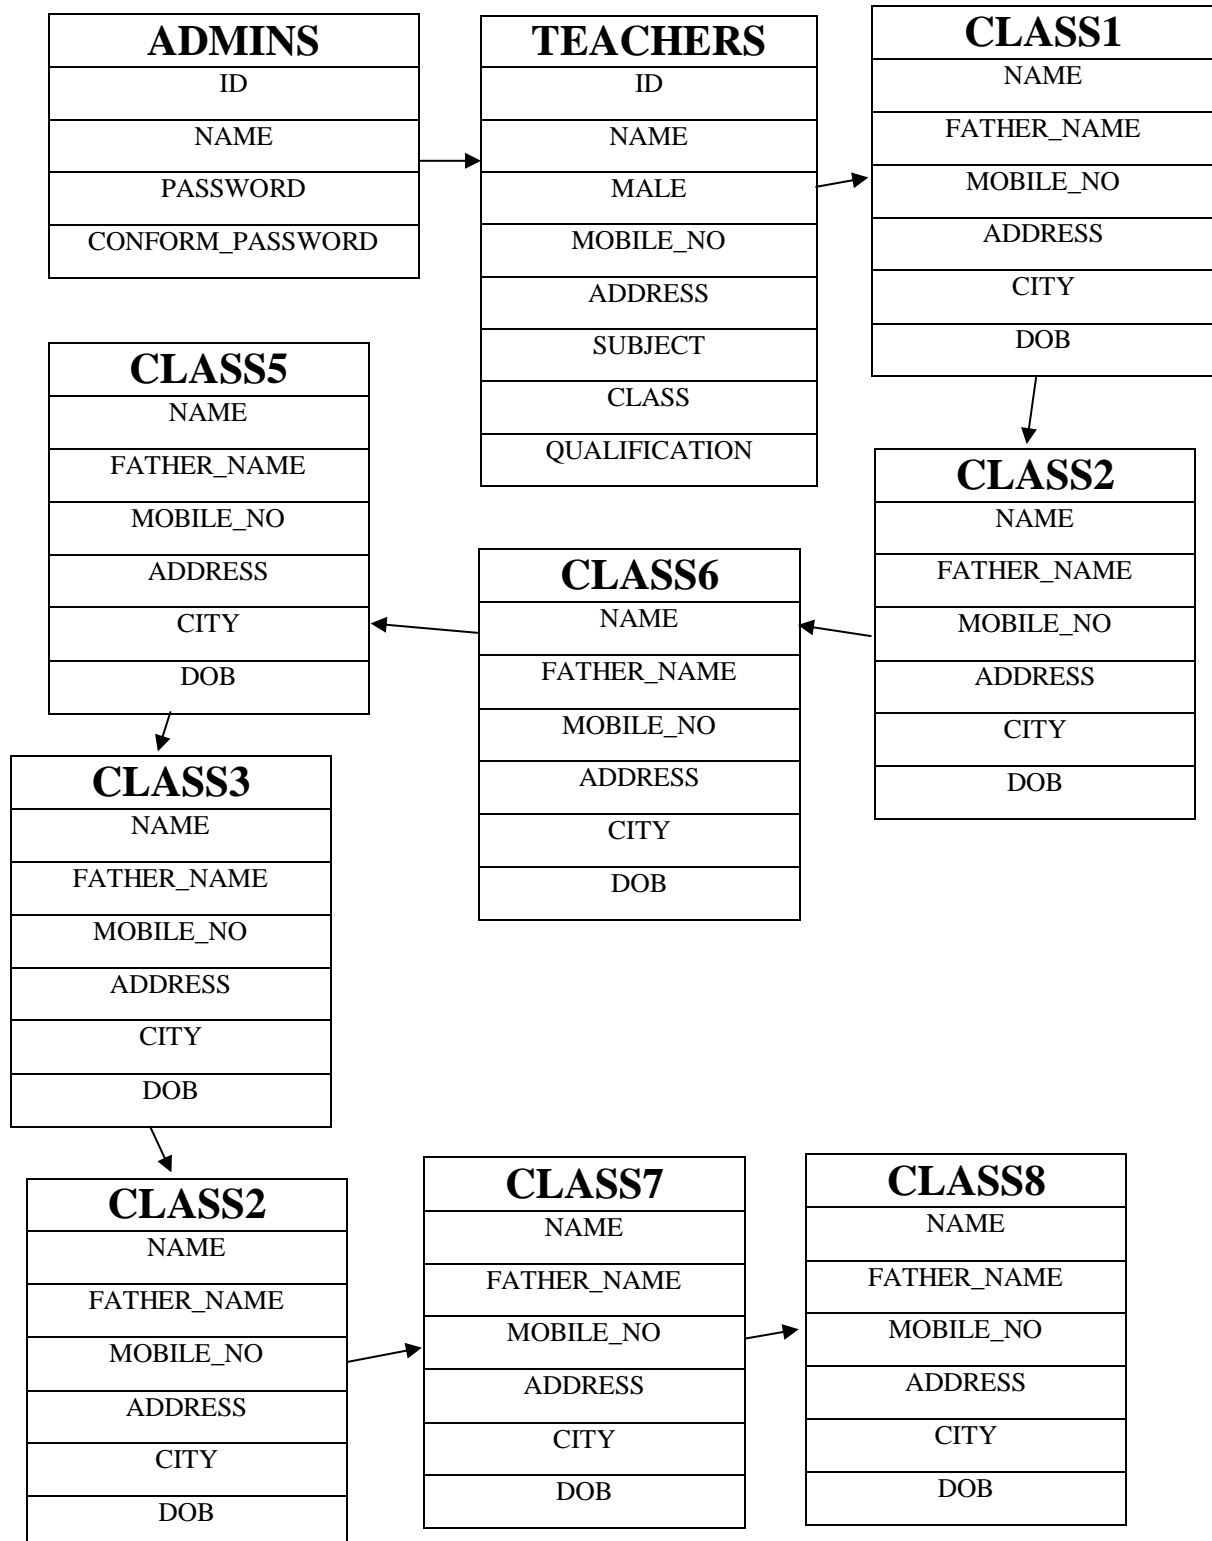 ADMINS
ID
NAME
PASSWORD
CONFORM_PASSWORD
TEACHERS
ID
NAME
MALE
MOBILE_NO
ADDRESS
SUBJECT
CLASS
QUALIFICATION
CLASS1
NAME
FATHER_NAME
MOBILE_NO
ADDRESS
CITY
DOB
CLASS2
NAME
FATHER_NAME
MOBILE_NO
ADDRESS
CITY
DOB
CLASS6
NAME
FATHER_NAME
MOBILE_NO
ADDRESS
CITY
DOB
CLASS5
NAME
FATHER_NAME
MOBILE_NO
ADDRESS
CITY
DOB
CLASS3
NAME
FATHER_NAME
MOBILE_NO
ADDRESS
CITY
DOB
CLASS2
NAME
FATHER_NAME
MOBILE_NO
ADDRESS
CITY
DOB
CLASS7
NAME
FATHER_NAME
MOBILE_NO
ADDRESS
CITY
DOB
CLASS8
NAME
FATHER_NAME
MOBILE_NO
ADDRESS
CITY
DOB